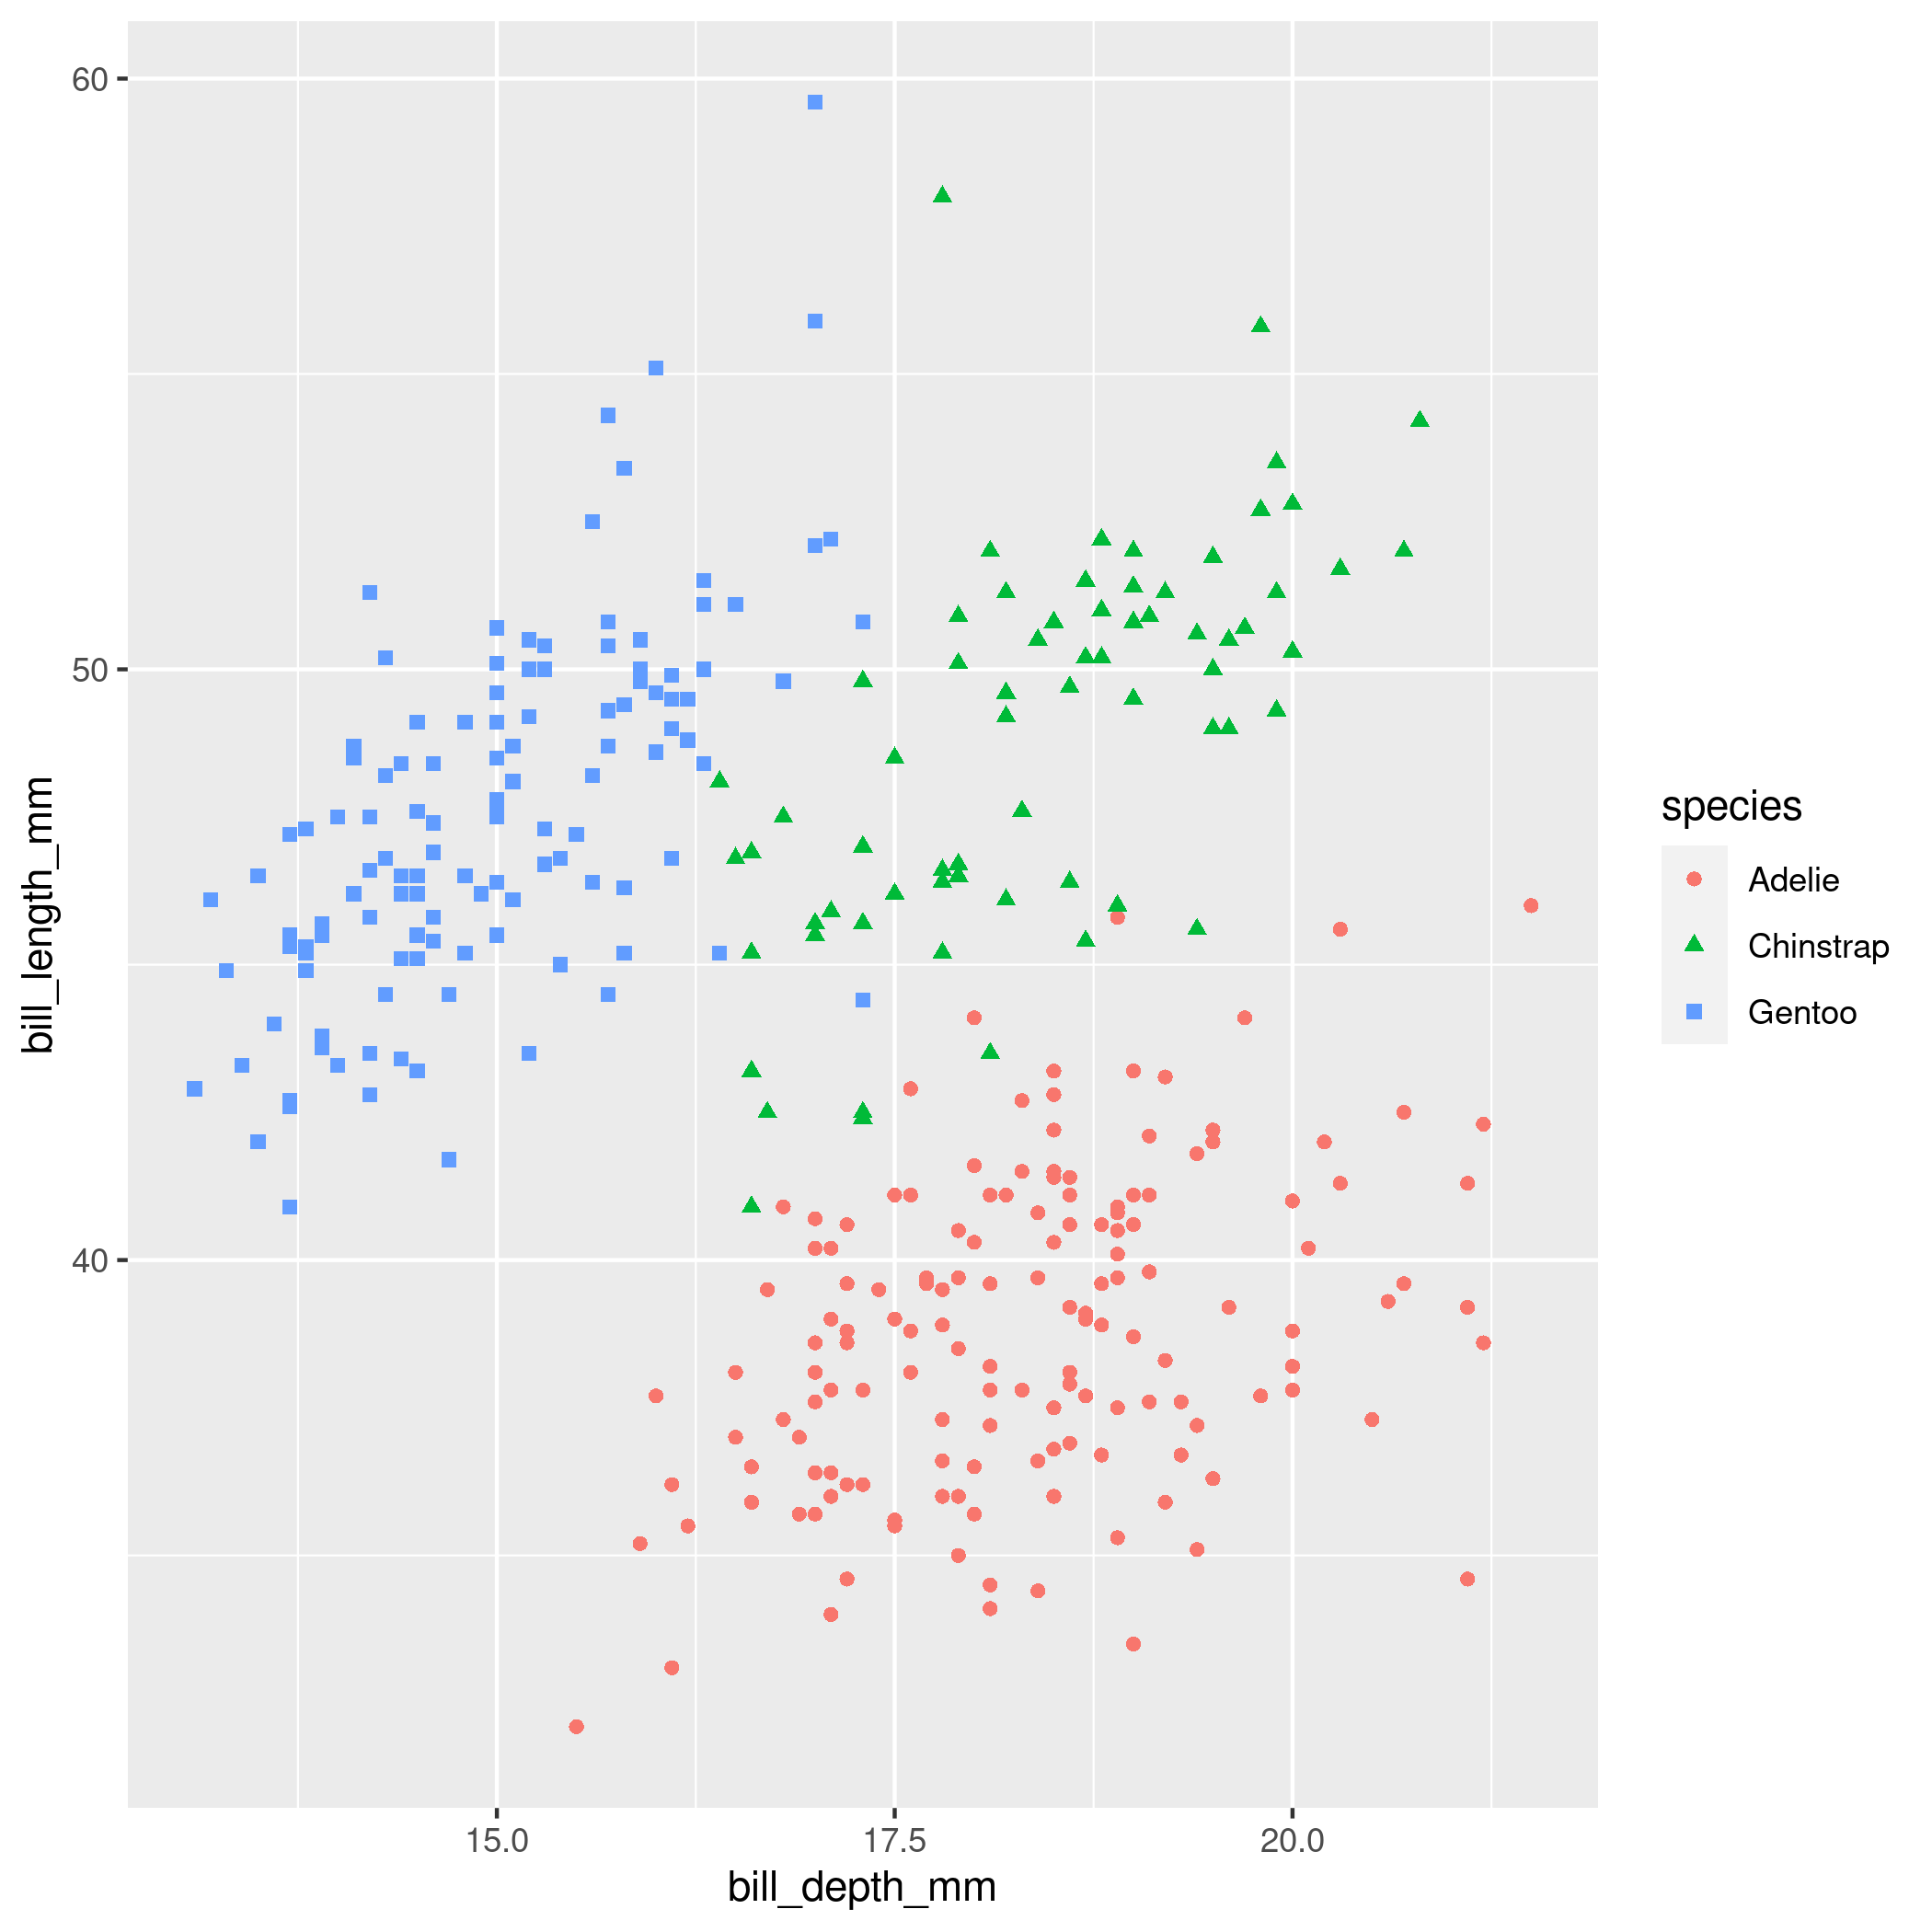 60
50
40
bill_length_mm
15.0 17.5 20.0
bill_depth_mm
species
Adelie
Chinstrap
Gentoo